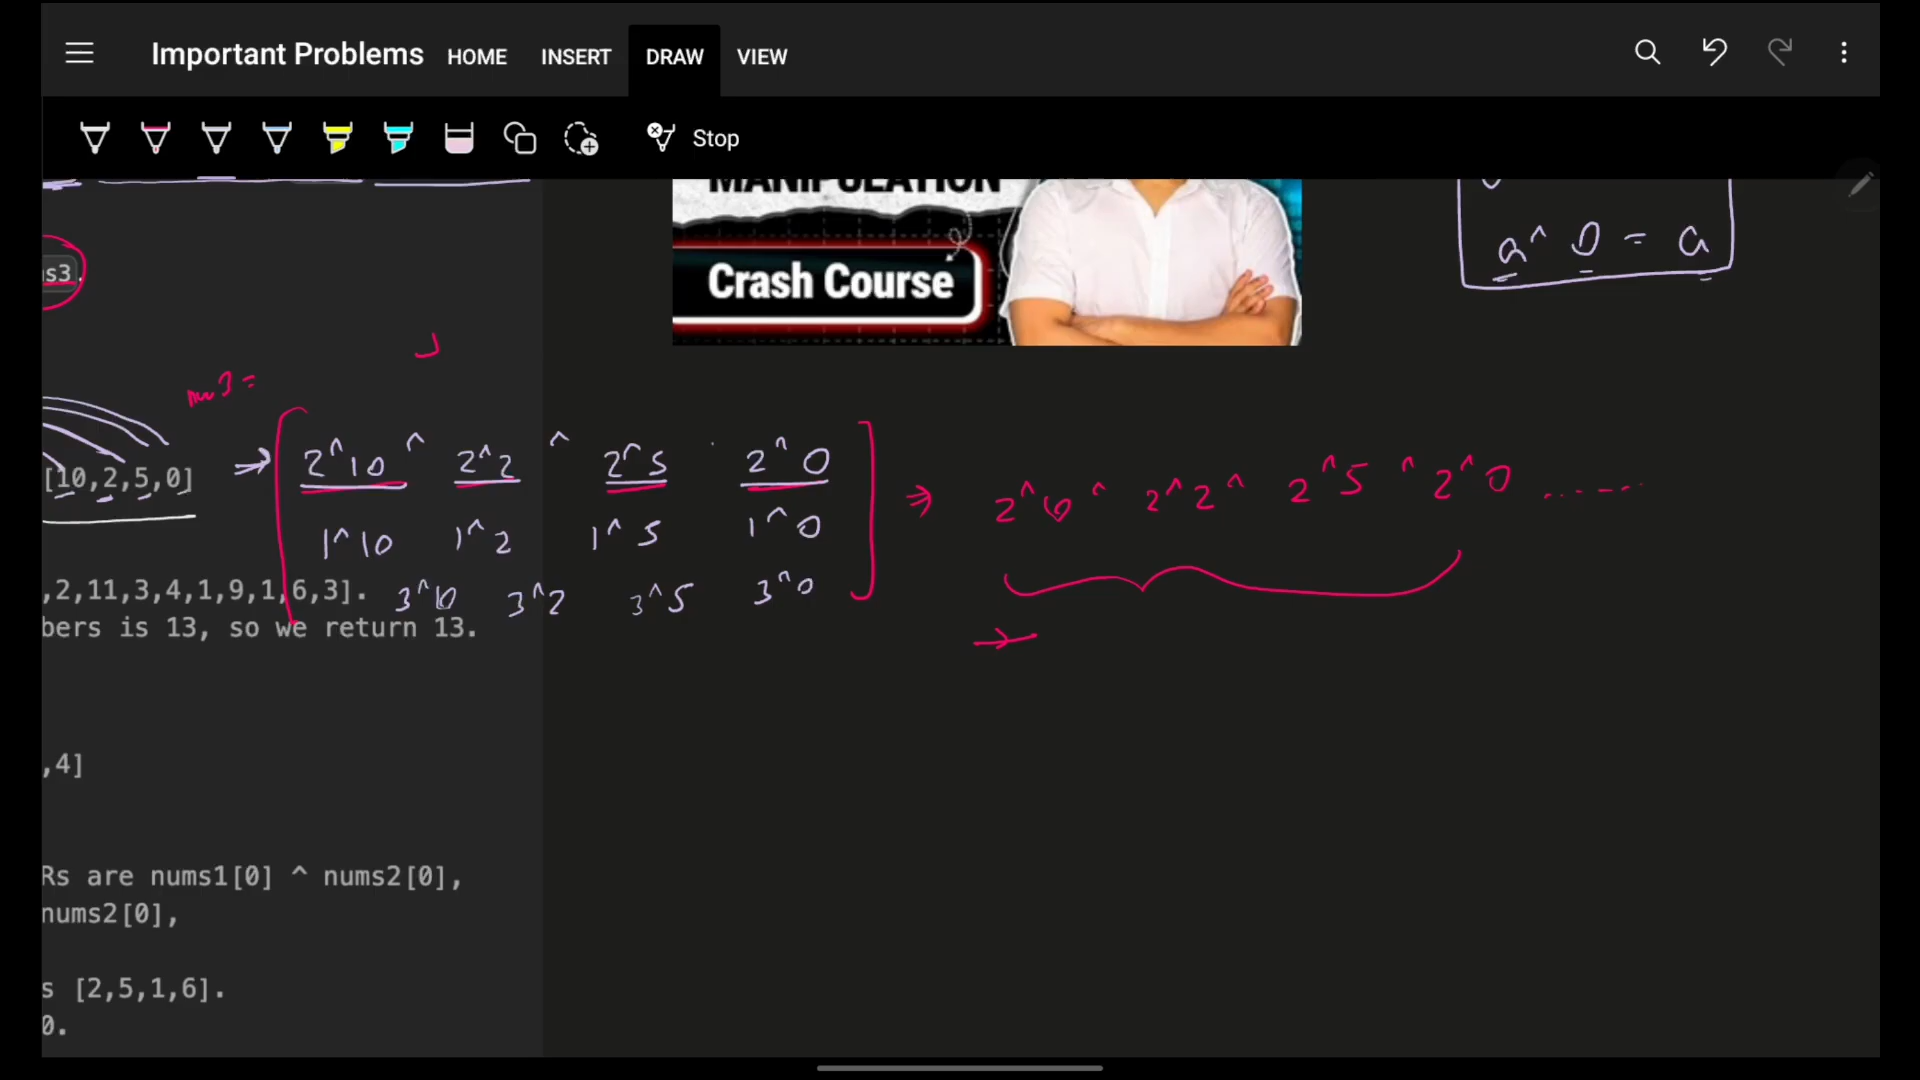 Important Problems HOME INSERT DRAW VIEW
Stop
MANIPULATION
Crash Course
a ^ 0 = a
ns3.
nu3 =
[10,2,5,0]
2^10 ^ 2^2 ^ 2^5 2^0
1^10 1^2 1^5 1^0
3^10 3^2 3^5 3^0
2^10 ^ 2^2 ^ 2^5 ^ 2^0 ......
,2,11,3,4,1,9,1,6,3].
bers is 13, so we return 13.
,4]
Rs are nums1[0] ^ nums2[0],
nums2[0],
s [2,5,1,6].
0.